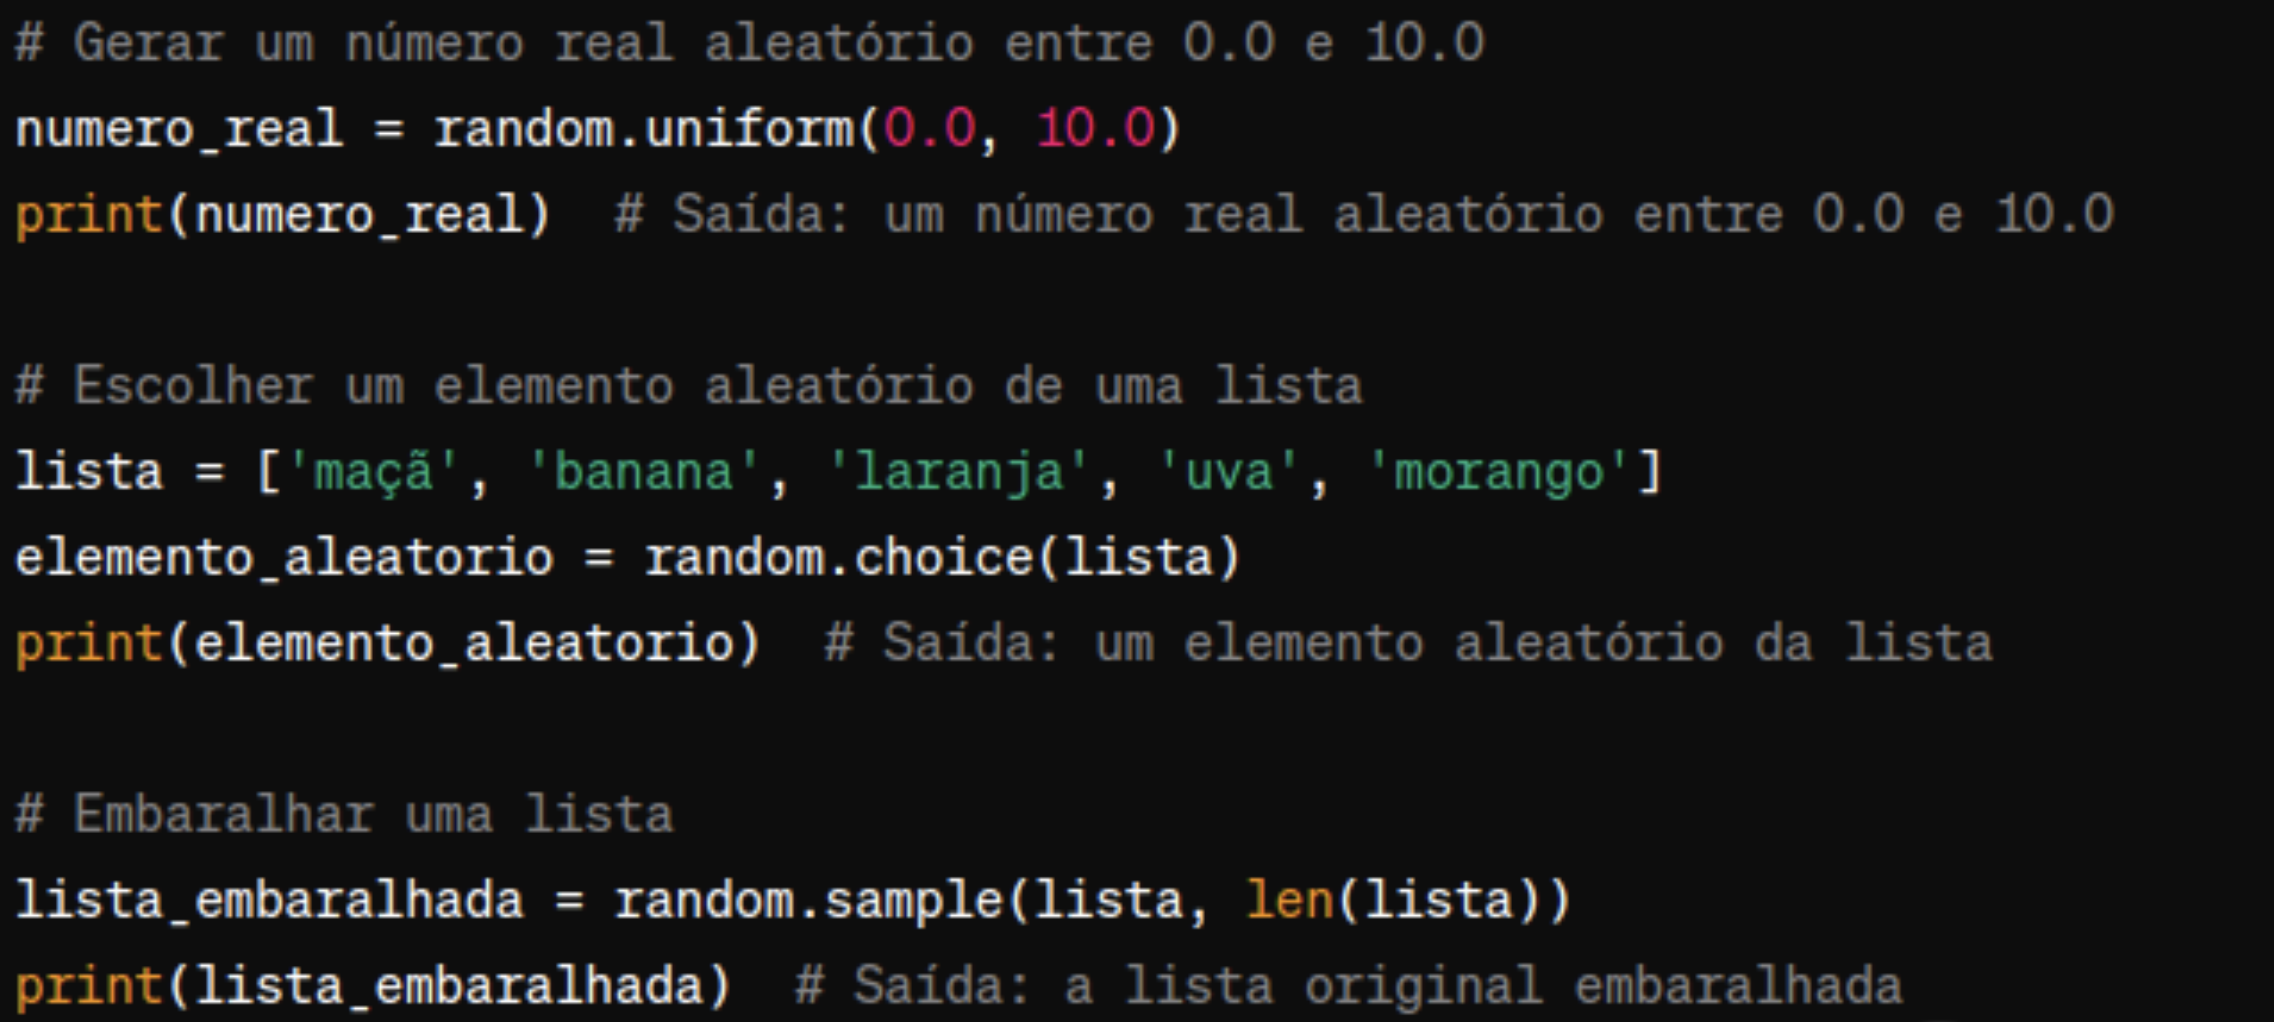 # Gerar um número real aleatório entre 0.0 e 10.0
numero_real = random.uniform(0.0, 10.0)
print(numero_real)  # Saída: um número real aleatório entre 0.0 e 10.0
# Escolher um elemento aleatório de uma lista
lista = ['maçã', 'banana', 'laranja', 'uva', 'morango']
elemento_aleatorio = random.choice(lista)
print(elemento_aleatorio)  # Saída: um elemento aleatório da lista
# Embaralhar uma lista
lista_embaralhada = random.sample(lista, len(lista))
print(lista_embaralhada)  # Saída: a lista original embaralhada